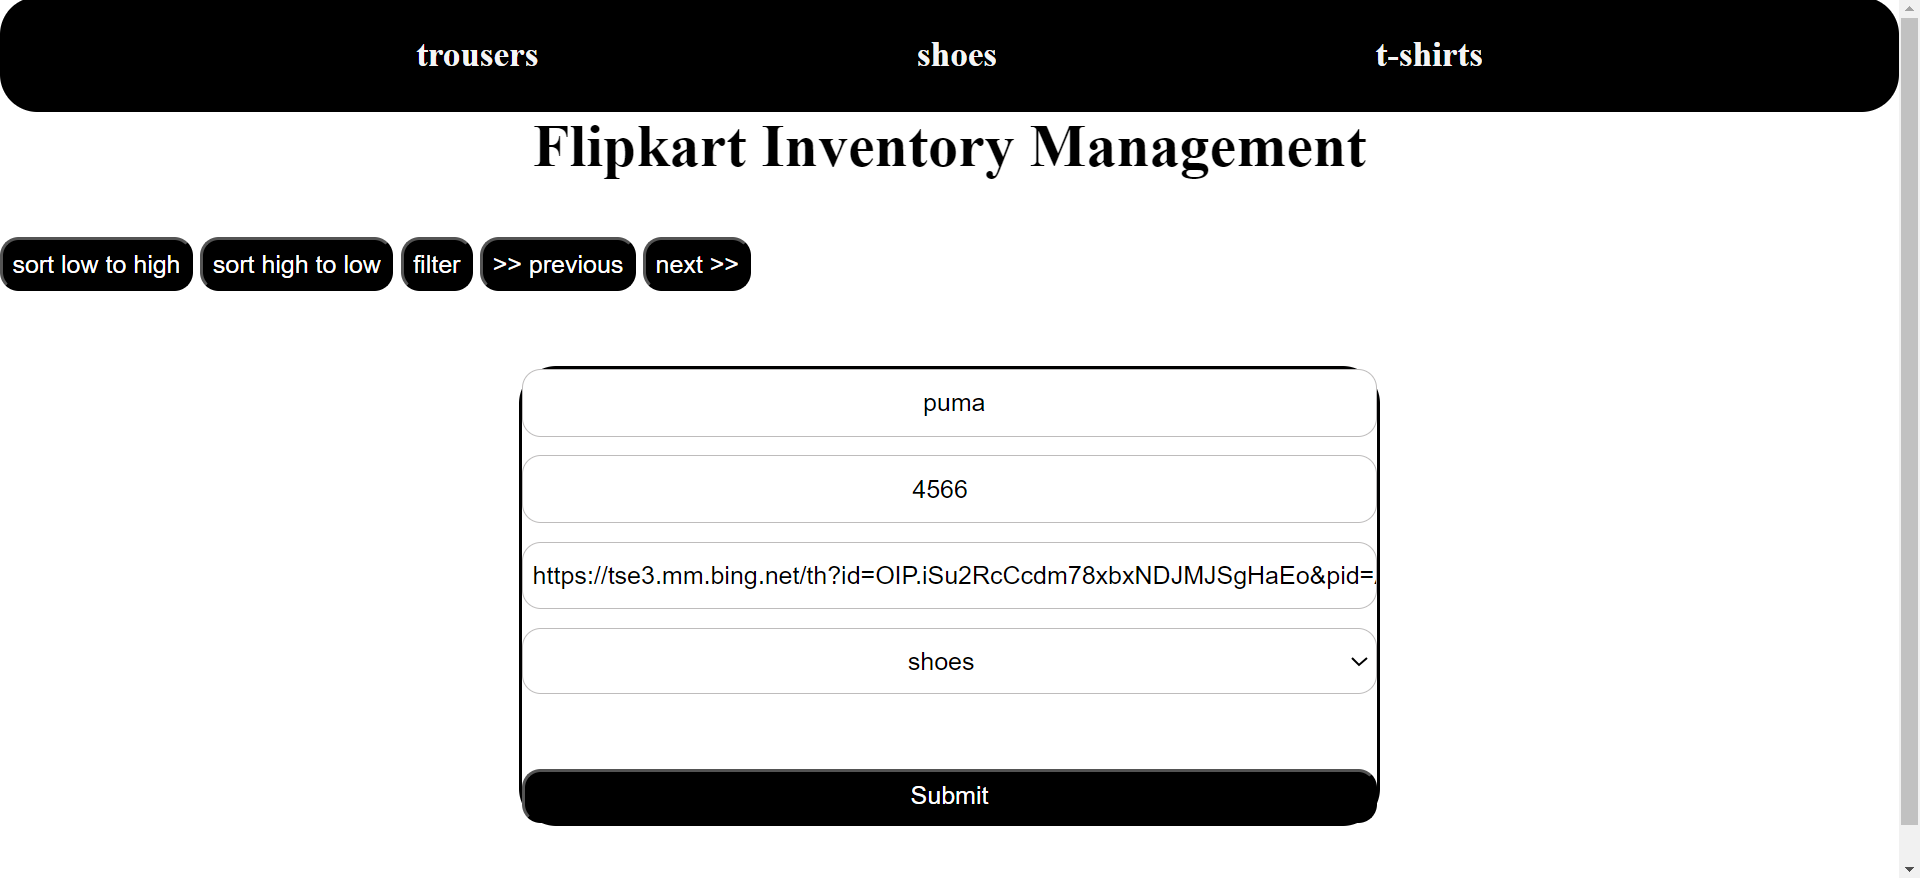 trousers shoes t-shirts
Flipkart Inventory Management
sort low to high sort high to low filter >> previous next >>
puma
4566
https://tse3.mm.bing.net/th?id=OIP.iSu2RcCcdm78xbxNDJMJSgHaEo&pid=
shoes
Submit